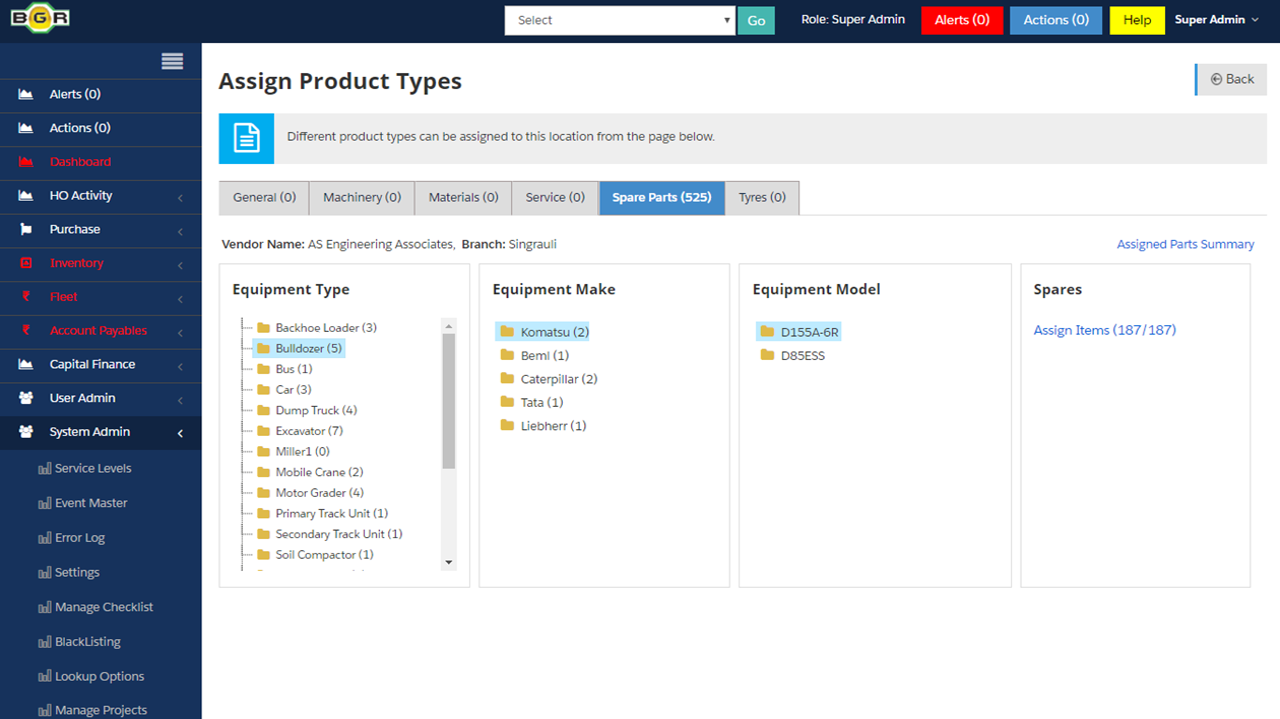 BGR
Select
Go
Role: Super Admin
Alerts (0)
Actions (0)
Help
Super Admin
Alerts (0)
Actions (0)
Dashboard
HO Activity
Purchase
Inventory
Fleet
Account Payables
Capital Finance
User Admin
System Admin
Service Levels
Event Master
Error Log
Settings
Manage Checklist
BlackListing
Lookup Options
Manage Projects
Assign Product Types
Back
Different product types can be assigned to this location from the page below.
General (0)
Machinery (0)
Materials (0)
Service (0)
Spare Parts (525)
Tyres (0)
Vendor Name: AS Engineering Associates, Branch: Singrauli
Assigned Parts Summary
Equipment Type
Backhoe Loader (3)
Bulldozer (5)
Bus (1)
Car (3)
Dump Truck (4)
Excavator (7)
Miller1 (0)
Mobile Crane (2)
Motor Grader (4)
Primary Track Unit (1)
Secondary Track Unit (1)
Soil Compactor (1)
Equipment Make
Komatsu (2)
Beml (1)
Caterpillar (2)
Tata (1)
Liebherr (1)
Equipment Model
D155A-6R
D85ESS
Spares
Assign Items (187/187)